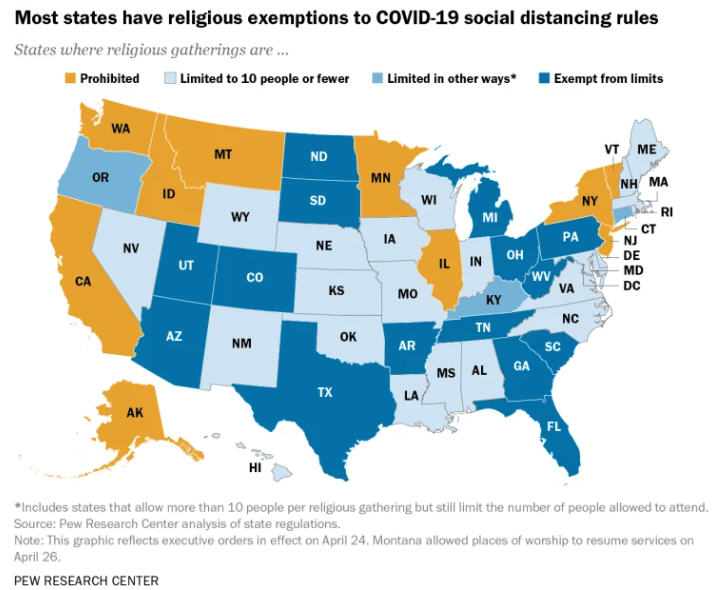 Most states have religious exemptions to COVID-19 social distancing rules
States where religious gatherings are ...
Prohibited
Limited to 10 people or fewer
Limited in other ways*
Exempt from limits
WA
MT
ND
MN
VT
ME
OR
ID
SD
WI
NH
MA
NY
MI
RI
WY
CT
NV
NE
IA
PA
NJ
DE
CA
UT
CO
IL
IN
OH
WV
MD
VA
DC
KS
MO
KY
NC
AZ
NM
OK
AR
TN
SC
TX
LA
MS
AL
GA
AK
FL
HI
*Includes states that allow more than 10 people per religious gathering but still limit the number of people allowed to attend.
Source: Pew Research Center analysis of state regulations.
Note: This graphic reflects executive orders in effect on April 24. Montana allowed places of worship to resume services on
April 26.
PEW RESEARCH CENTER